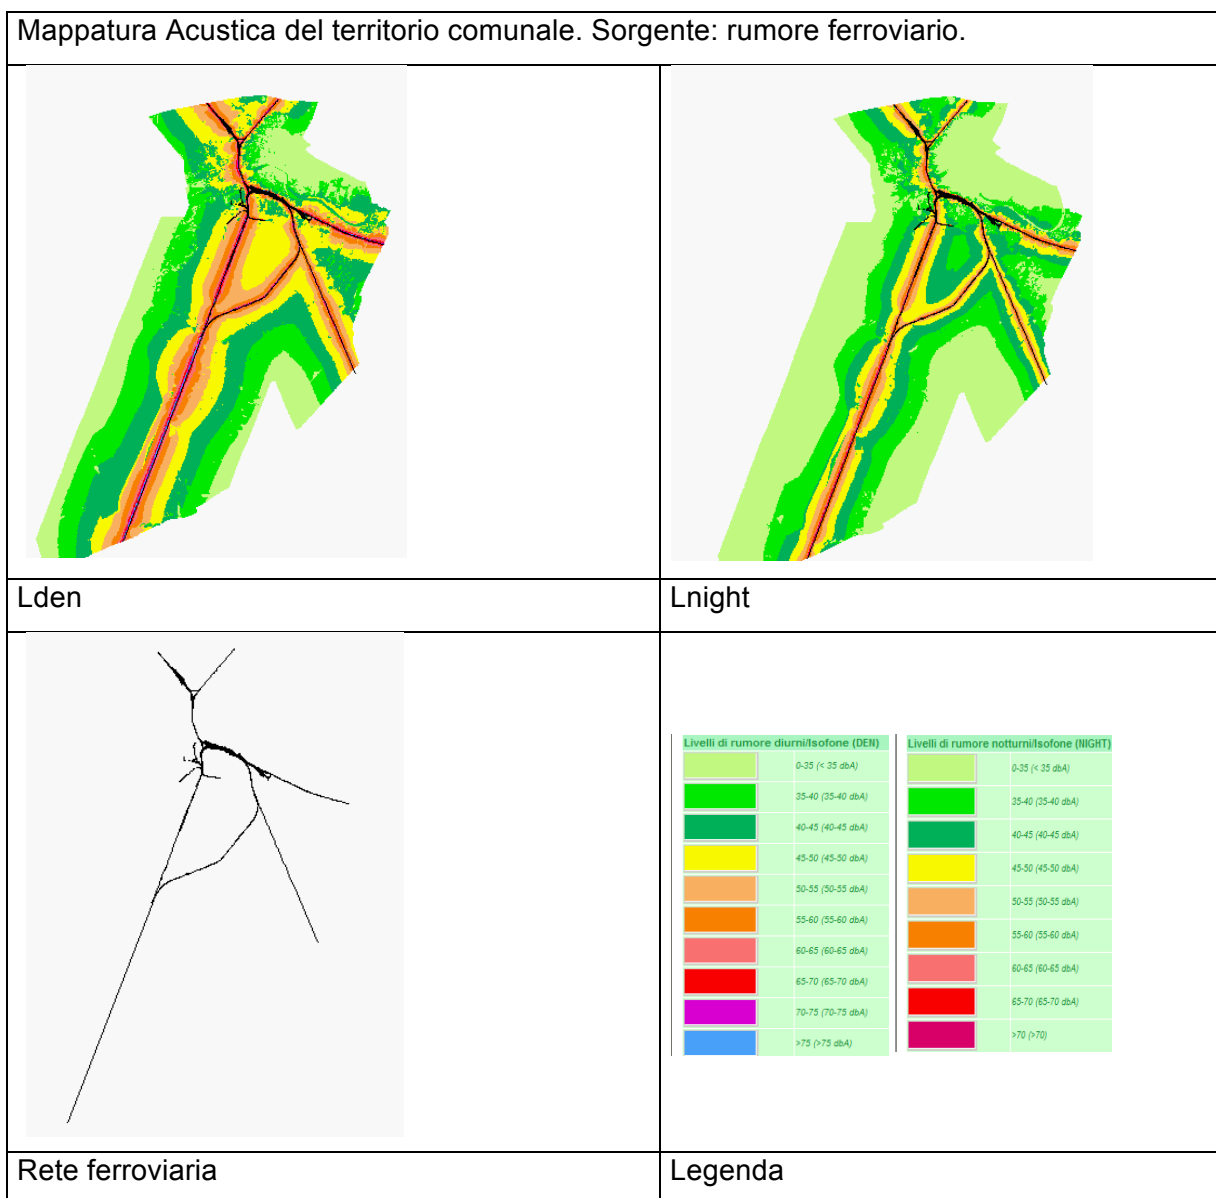 Mappatura Acustica del territorio comunale. Sorgente: rumore ferroviario.
Lden
Lnight
Livelli di rumore diurni/Isofone (DEN)
0-35 (< 35 dbA)
35-40 (35-40 dbA)
40-45 (40-45 dbA)
45-50 (45-50 dbA)
50-55 (50-55 dbA)
55-60 (55-60 dbA)
60-65 (60-65 dbA)
65-70 (65-70 dbA)
70-75 (70-75 dbA)
>75 (>75 dbA)
Livelli di rumore notturni/Isofone (NIGHT)
0-35 (< 35 dbA)
35-40 (35-40 dbA)
40-45 (40-45 dbA)
45-50 (45-50 dbA)
50-55 (50-55 dbA)
55-60 (55-60 dbA)
60-65 (60-65 dbA)
65-70 (65-70 dbA)
>70 (>70)
Rete ferroviaria
Legenda